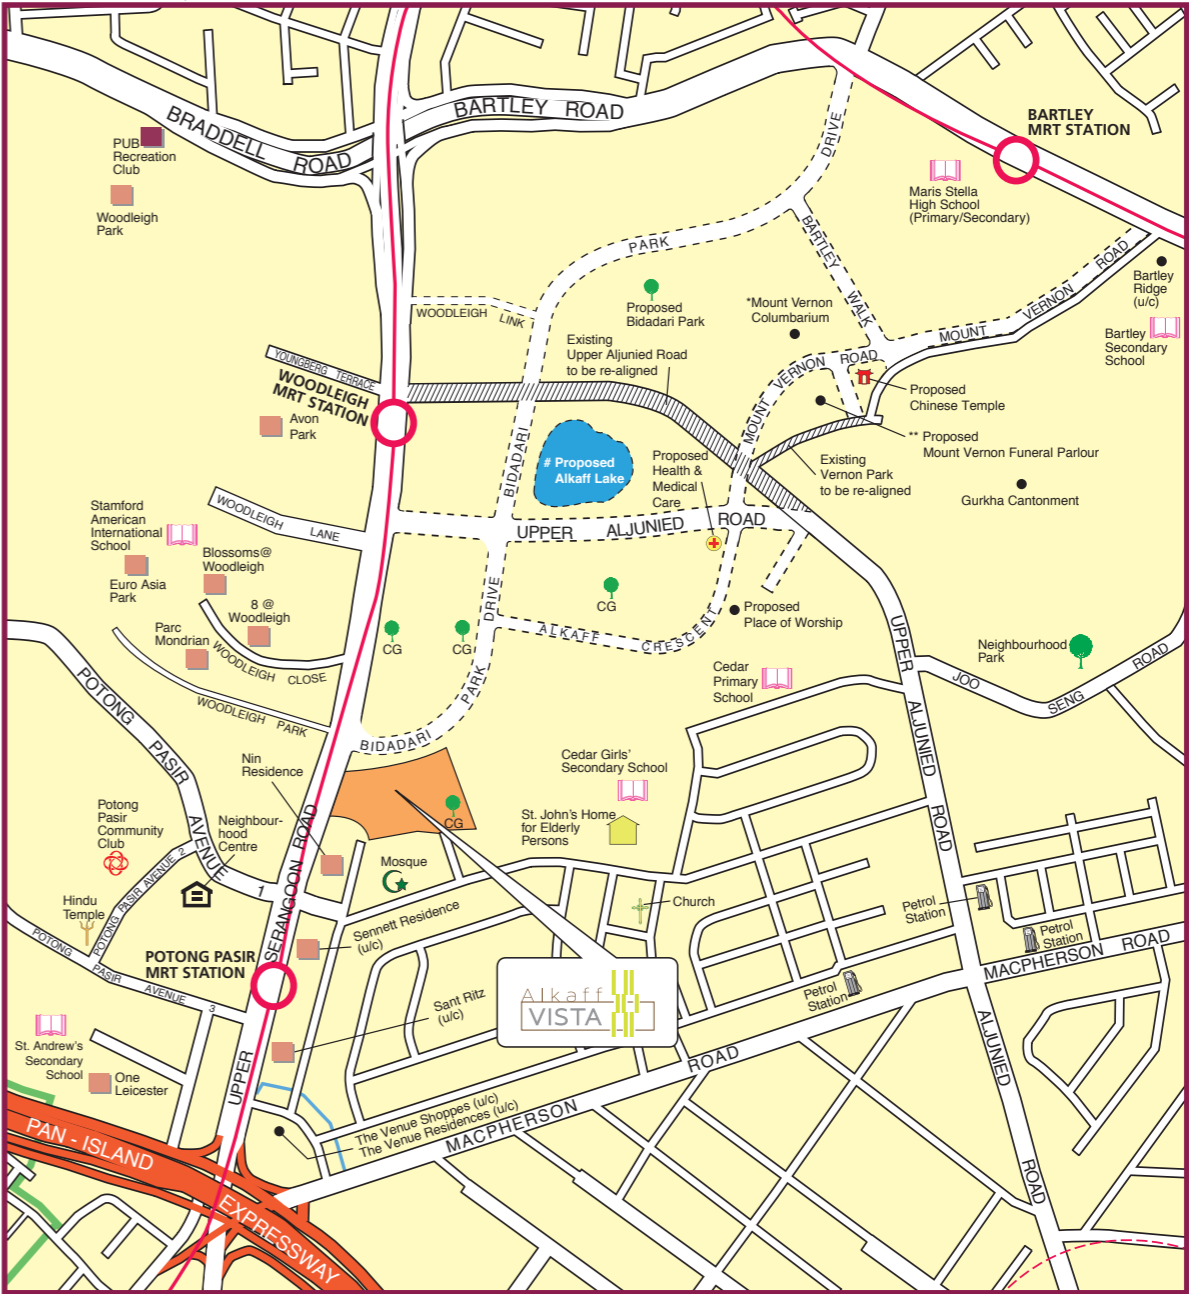 BRADDELL ROAD
BARTLEY ROAD
BARTLEY
MRT STATION
PUB
Recreation
Club
Woodleigh
Park
DRIVE
Maris Stella
High School
(Primary/Secondary)
PARK
BARTLEY WALK
Bartley
Ridge
(u/c)
Proposed
Bidadari Park
*Mount Vernon
Columbarium
WOODLEIGH LINK
MOUNT VERNON ROAD
Bartley
Secondary
School
Existing
Upper Aljunied Road
to be re-aligned
YOUNGBERG TERRACE
WOODLEIGH
MRT STATION
MOUNT VERNON ROAD
Proposed
Chinese Temple
Avon
Park
BIDADARI
# Proposed
Alkaff Lake
Proposed
Health &
Medical
Care
Existing
Vernon Park
to be re-aligned
** Proposed
Mount Vernon Funeral Parlour
Gurkha Cantonment
Stamford
American
International
School
WOODLEIGH LANE
UPPER ALJUNIED ROAD
Blossoms@
Woodleigh
Euro Asia
Park
8 @
Woodleigh
CG
DRIVE
Proposed
Place of Worship
Parc
Mondrian
CG
CG
ALKAFF CRESCENT
UPPER ALJUNIED ROAD
Neighbourhood
Park
JOO SENG ROAD
WOODLEIGH CLOSE
Cedar
Primary
School
POTONG PASIR AVENUE 1
WOODLEIGH PARK
PARK
BIDADARI
Nin
Residence
Cedar Girls'
Secondary School
Potong
Pasir
Community
Club
Neighbour-
hood
Centre
CG
St. John's Home
for Elderly
Persons
Mosque
POTONG PASIR AVENUE 2
SERANGOON ROAD
Hindu
Temple
Church
Petrol
Station
Petrol
Station
Sennett Residence
(u/c)
POTONG PASIR AVENUE 3
POTONG PASIR
MRT STATION
MACPHERSON ROAD
Petrol
Station
Sant Ritz
(u/c)
Alkaff
VISTA
St. Andrew's
Secondary
School
One
Leicester
UPPER
ALJUNIED ROAD
The Venue Shoppes (u/c)
The Venue Residences (u/c)
MACPHERSON ROAD
PAN - ISLAND EXPRESSWAY